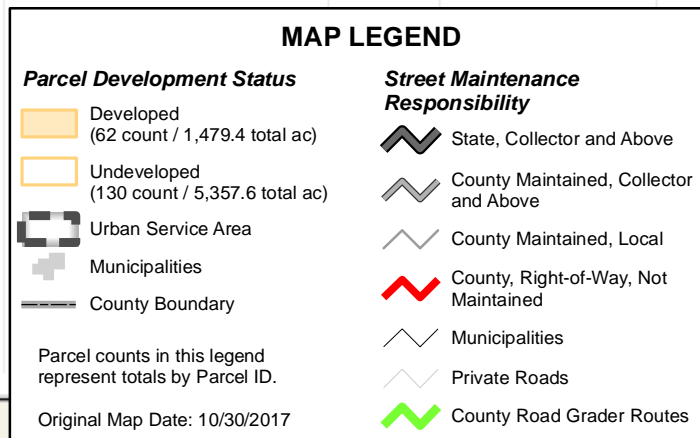 MAP LEGEND
Parcel Development Status
Developed
(62 count / 1,479.4 total ac)
Undeveloped
(130 count / 5,357.6 total ac)
Urban Service Area
Municipalities
County Boundary
Parcel counts in this legend
represent totals by Parcel ID.
Original Map Date: 10/30/2017
Street Maintenance
Responsibility
State, Collector and Above
County Maintained, Collector
and Above
County Maintained, Local
County, Right-of-Way, Not
Maintained
Municipalities
Private Roads
County Road Grader Routes